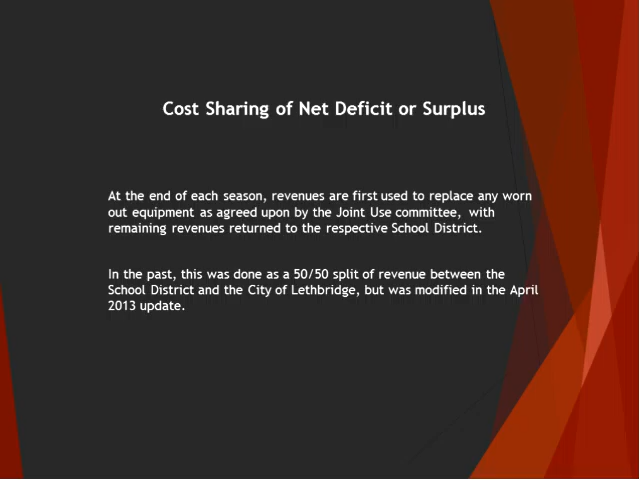 Cost Sharing of Net Deficit or Surplus
At the end of each season, revenues are first used to replace any worn
out equipment as agreed upon by the Joint Use committee, with
remaining revenues returned to the respective School District.
In the past, this was done as a 50/50 split of revenue between the
School District and the City of Lethbridge, but was modified in the April
2013 update.